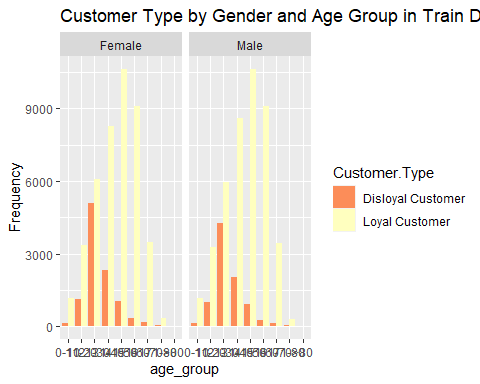 Customer Type by Gender and Age Group in Train D
Female
Male
9000
6000
3000
0
Frequency
age_group
Customer.Type
Disloyal Customer
Loyal Customer